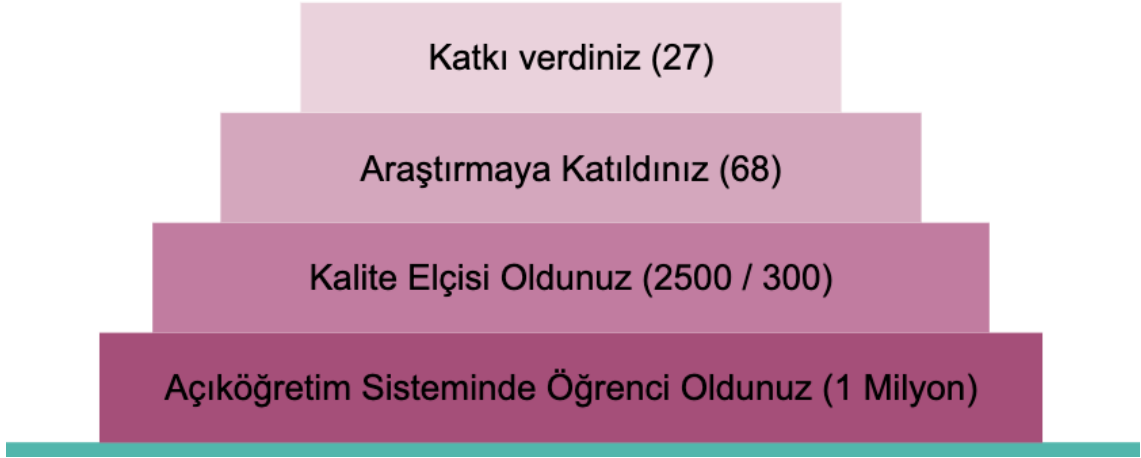 Katkı verdiniz (27)
Araştırmaya Katıldınız (68)
Kalite Elçisi Oldunuz (2500 / 300)
Açıköğretim Sisteminde Öğrenci Oldunuz (1 Milyon)